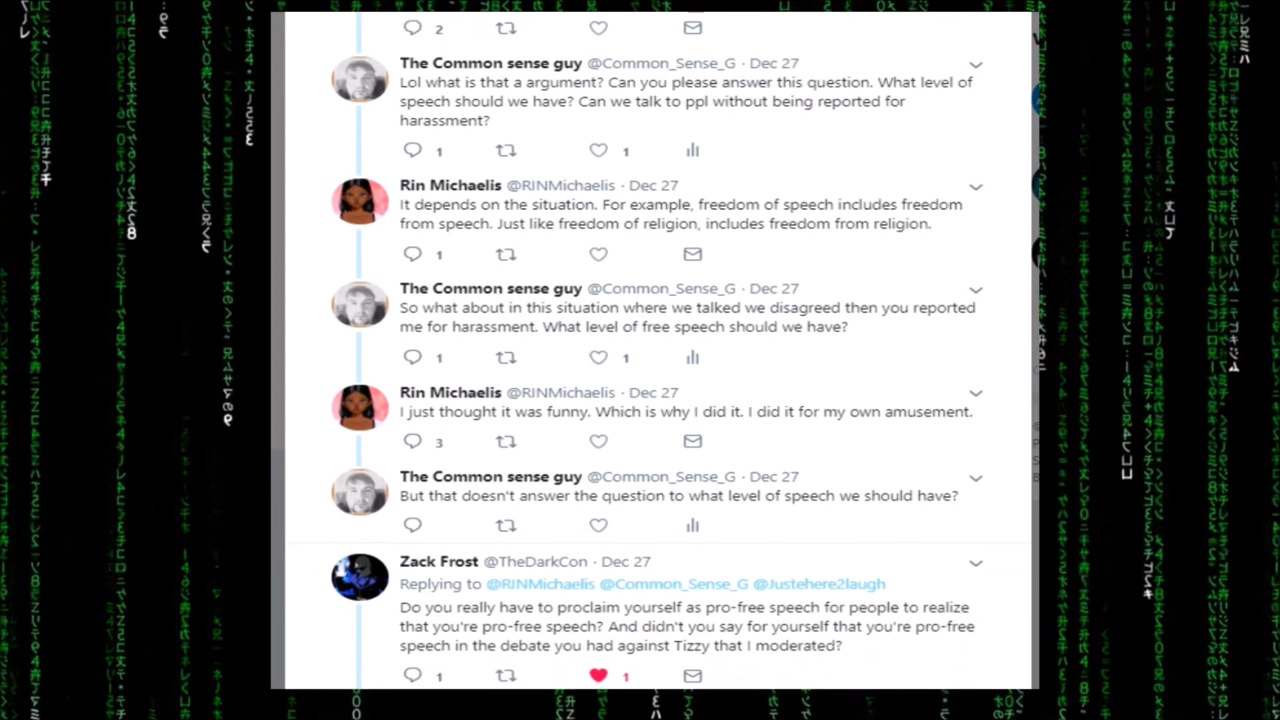 2
The Common sense guy @Common_Sense_G · Dec 27
Lol what is that a argument? Can you please answer this question. What level of
speech should we have? Can we talk to ppl without being reported for
harassment?
1 1
Rin Michaelis @RINMichaelis · Dec 27
It depends on the situation. For example, freedom of speech includes freedom
from speech. Just like freedom of religion, includes freedom from religion.
1
The Common sense guy @Common_Sense_G · Dec 27
So what about in this situation where we talked we disagreed then you reported
me for harassment. What level of free speech should we have?
1 1
Rin Michaelis @RINMichaelis · Dec 27
I just thought it was funny. Which is why I did it. I did it for my own amusement.
3
The Common sense guy @Common_Sense_G · Dec 27
But that doesn't answer the question to what level of speech we should have?
Zack Frost @TheDarkCon · Dec 27
Replying to @RINMichaelis @Common_Sense_G @Justehere2laugh
Do you really have to proclaim yourself as pro-free speech for people to realize
that you're pro-free speech? And didn't you say for yourself that you're pro-free
speech in the debate you had against Tizzy that I moderated?
1 1